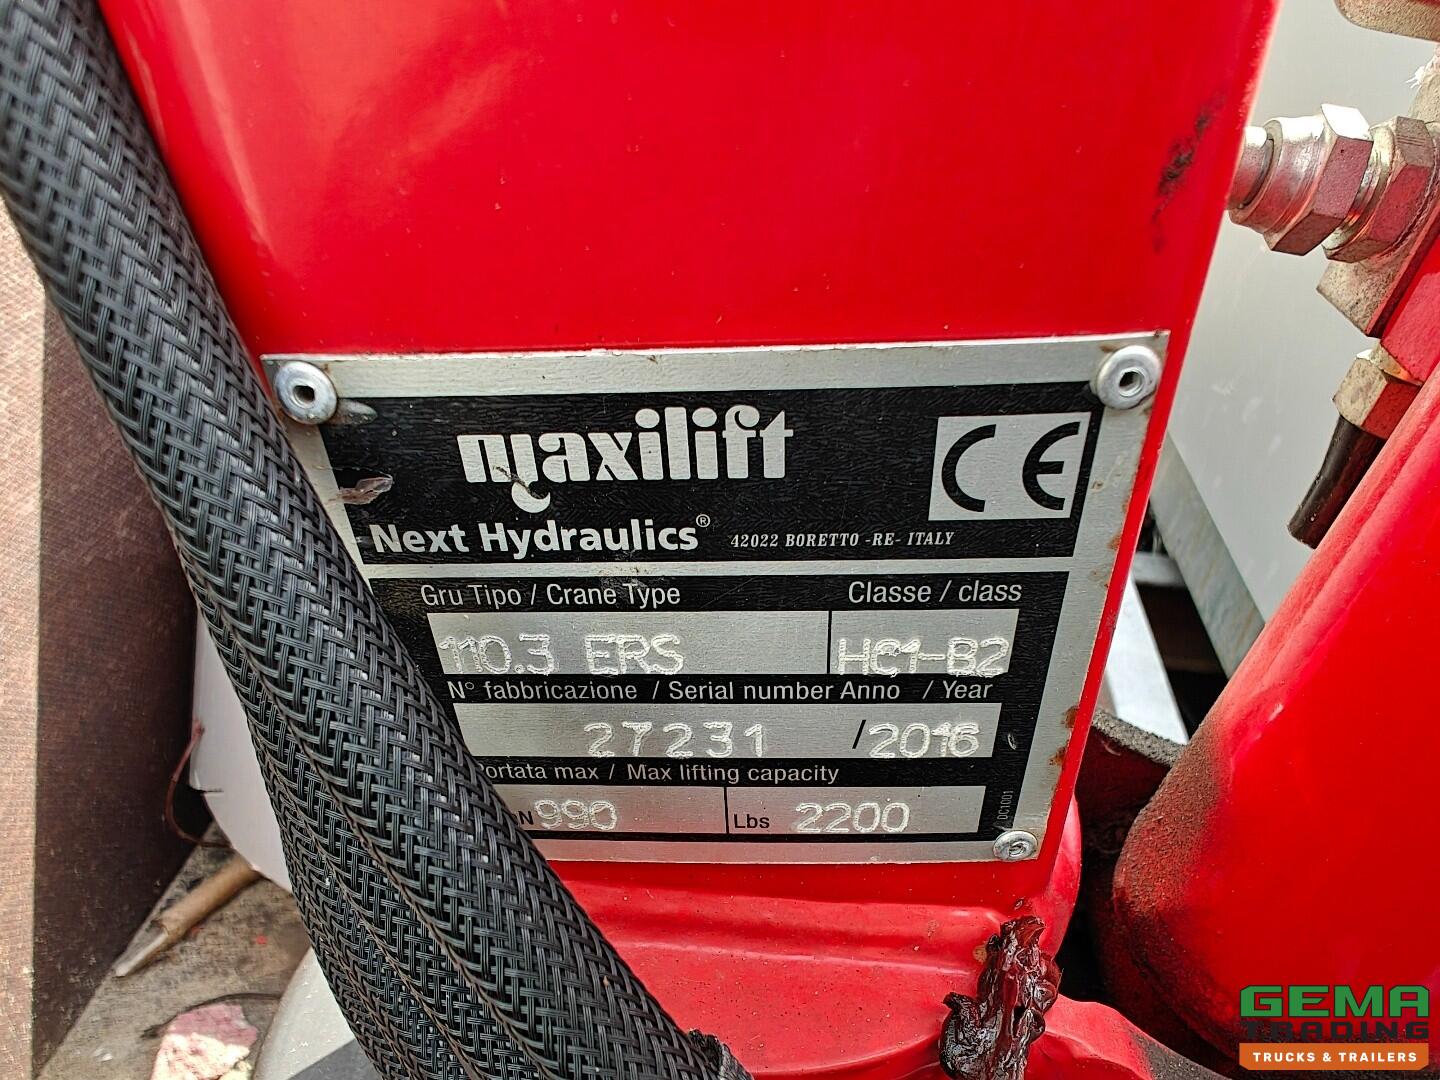 maxilift
CE
Next Hydraulics® 42022 BORETTO -RE- ITALY
Gru Tipo / Crane Type Classe / class
110.3 ERS HC1-B2
N° fabbricazione / Serial number Anno / Year
27231 / 2016
Portata max / Max lifting capacity
990 Lbs 2200
DC1001
GEMA
TRADING
TRUCKS & TRAILERS